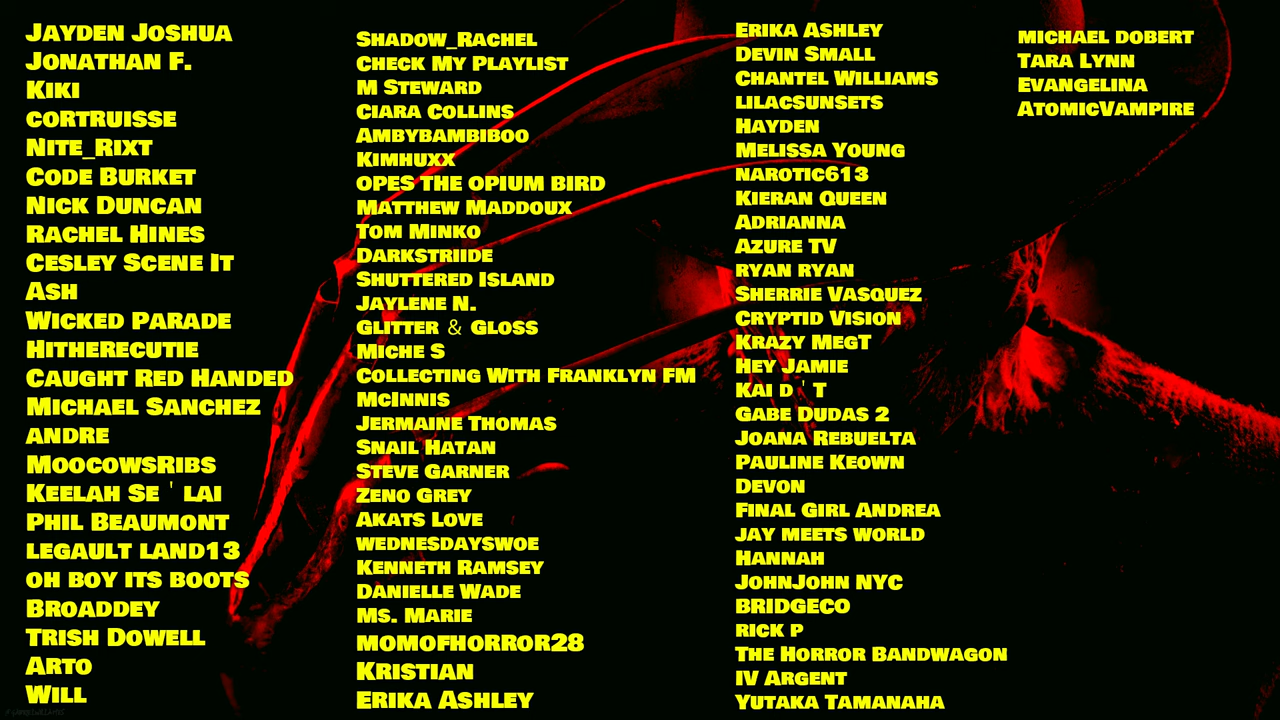 Jayden Joshua
Jonathan F.
Kiki
cortruisse
Nite_Rixt
Code Burket
Nick Duncan
Rachel Hines
Cesley Scene It
Ash
Wicked Parade
Hitherecutie
Caught Red Handed
Michael Sanchez
andre
MoocowsRibs
Keelah Se ' lai
Phil Beaumont
legault land13
oh boy its boots
Broaddey
Trish Dowell
Arto
Will
Shadow_Rachel
Check My Playlist
M Steward
Ciara Collins
Ambybambiboo
Kimhuxx
OPES THE OPIUM BIRD
Matthew Maddoux
Tom Minko
Darkstriide
Shuttered Island
Jaylene N.
Glitter & Gloss
Miche S
Collecting With Franklyn FM
McInnis
Jermaine Thomas
Snail Hatan
Steve Garner
Zeno Grey
Akats Love
wednesdayswoe
Kenneth Ramsey
Danielle Wade
Ms. Marie
momofhorror28
Kristian
Erika Ashley
Erika Ashley
Devin Small
Chantel Williams
lilacsunsets
Hayden
Melissa Young
narotic613
Kieran Queen
Adrianna
Azure TV
ryan ryan
Sherrie Vasquez
Cryptid Vision
Krazy MegT
Hey Jamie
Kai d ' T
Gabe Dudas 2
Joana Rebuelta
Pauline Keown
Devon
Final Girl Andrea
jay meets world
Hannah
JohnJohn NYC
BRIDGECO
rick p
The Horror Bandwagon
IV Argent
Yutaka Tamanaha
michael dobert
Tara Lynn
Evangelina
AtomicVampire